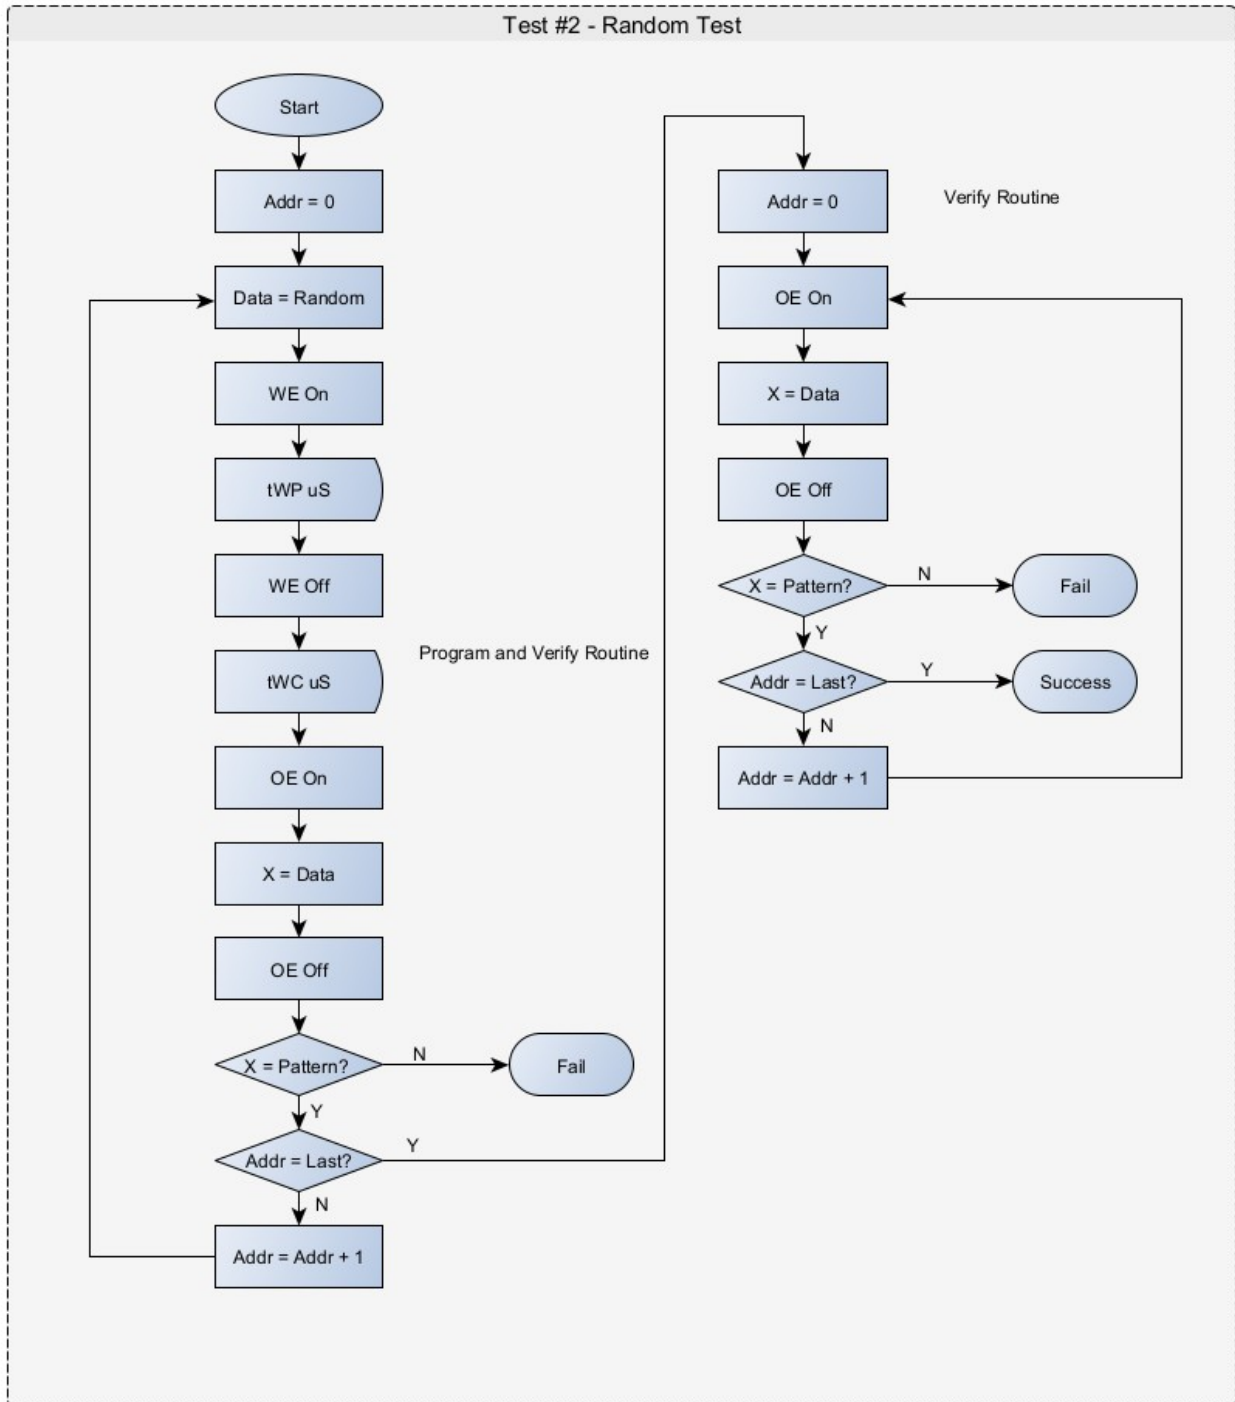 Test #2 - Random Test
Start
Addr = 0
Data = Random
WE On
tWP uS
WE Off
tWC uS
Program and Verify Routine
OE On
X = Data
OE Off
X = Pattern?
N
Fail
Y
Addr = Last?
Y
N
Addr = Addr + 1
Addr = 0
Verify Routine
OE On
X = Data
OE Off
X = Pattern?
N
Fail
Y
Addr = Last?
Y
Success
N
Addr = Addr + 1